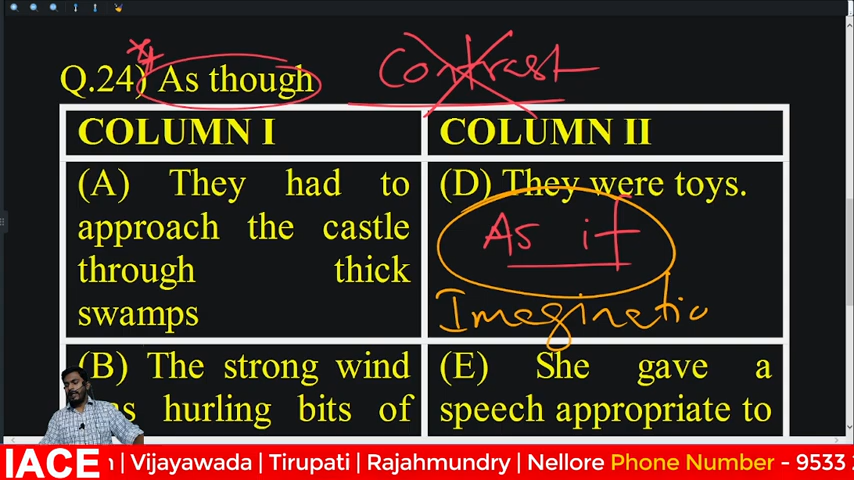 Q.24) As though Contrast
COLUMN I
COLUMN II
(A) They had to
approach the castle
through thick
swamps
(D) They were toys.
As if
Imaginatio
(B) The strong wind
was hurling bits of
(E) She gave a
speech appropriate to
IACE | Vijayawada | Tirupati | Rajahmundry | Nellore Phone Number - 9533